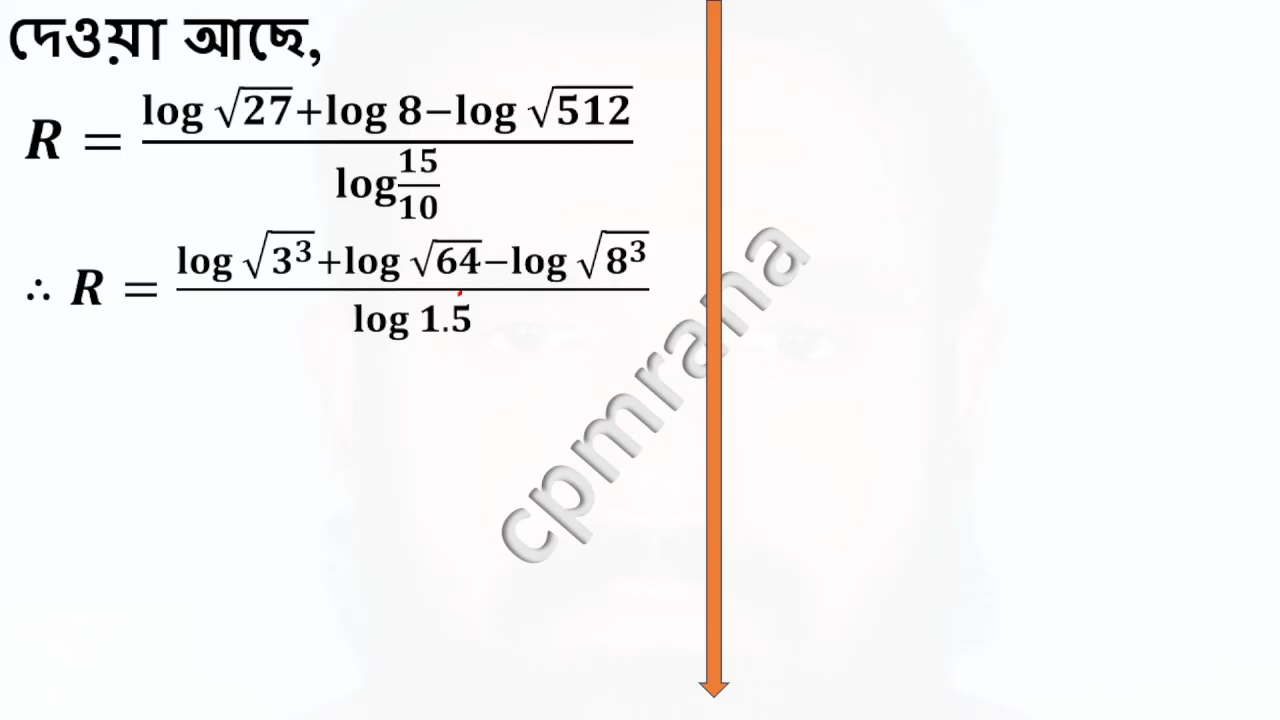 দেওয়া আছে,
R = (log √27+log 8−log √512)/(log 15/10)
∴ R = (log √3³+log √64−log √8³)/(log 1.5)
cpmrana